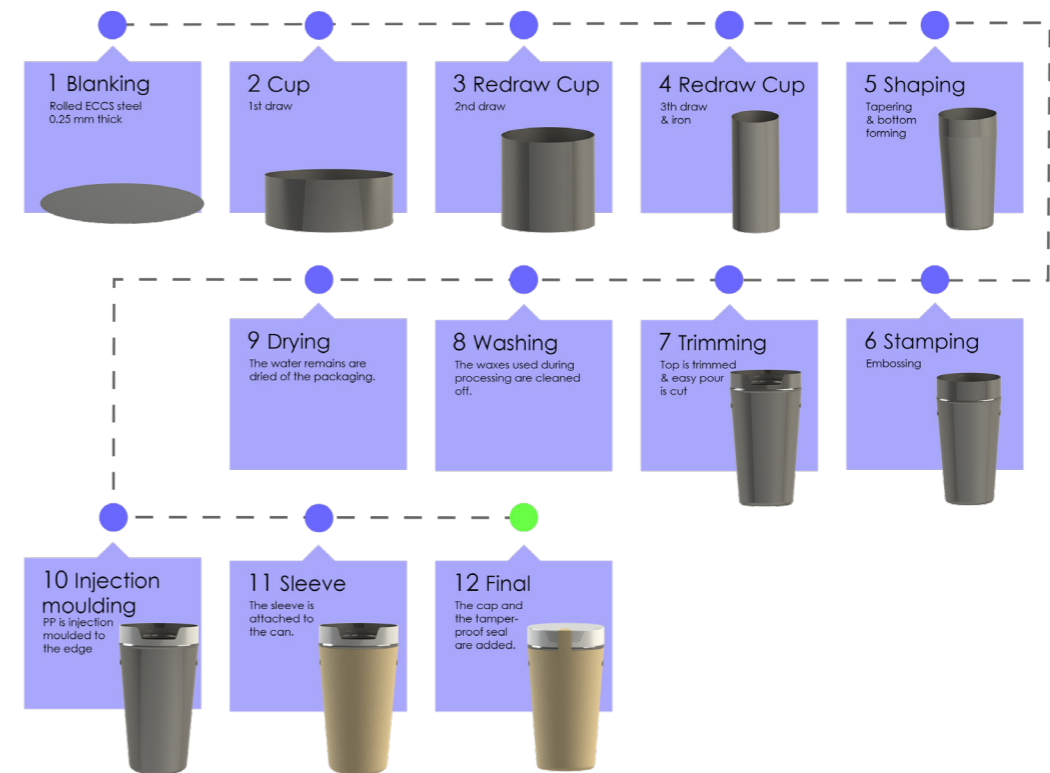 1 Blanking
Rolled ECCS steel
0.25 mm thick
2 Cup
1st draw
3 Redraw Cup
2nd draw
4 Redraw Cup
3th draw
& iron
5 Shaping
Tapering
& bottom
forming
9 Drying
The water remains are
dried of the packaging.
8 Washing
The waxes used during
processing are cleaned
off.
7 Trimming
Top is trimmed
& easy pour
is cut
6 Stamping
Embossing
10 Injection
moulding
PP is injection
moulded to
the edge
11 Sleeve
The sleeve is
attached to
the can.
12 Final
The cap and
the tamper-
proof seal
are added.